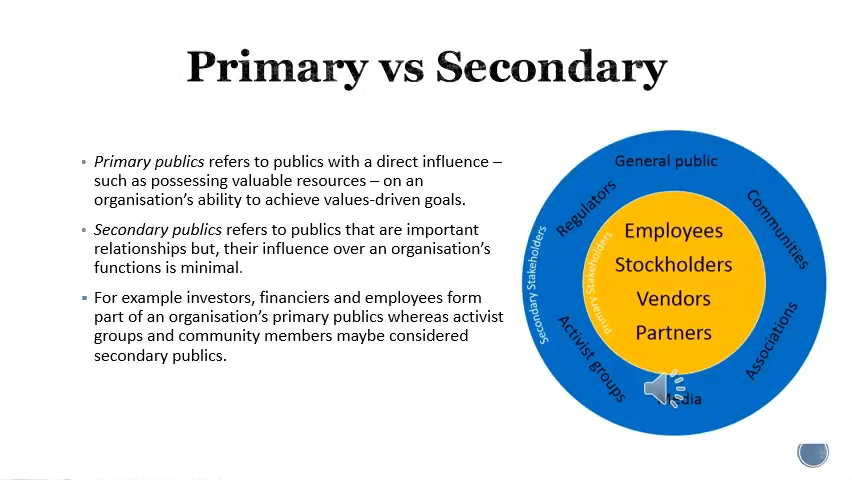 Primary vs Secondary
Primary publics refers to publics with a direct influence –
such as possessing valuable resources – on an
organisation's ability to achieve values-driven goals.
Secondary publics refers to publics that are important
relationships but, their influence over an organisation's
functions is minimal.
For example investors, financiers and employees form
part of an organisation's primary publics whereas activist
groups and community members maybe considered
secondary publics.
General public
Regulators
Communities
Secondary Stakeholders
Primary Stakeholders
Employees
Stockholders
Vendors
Partners
Activist groups
Associations
Media